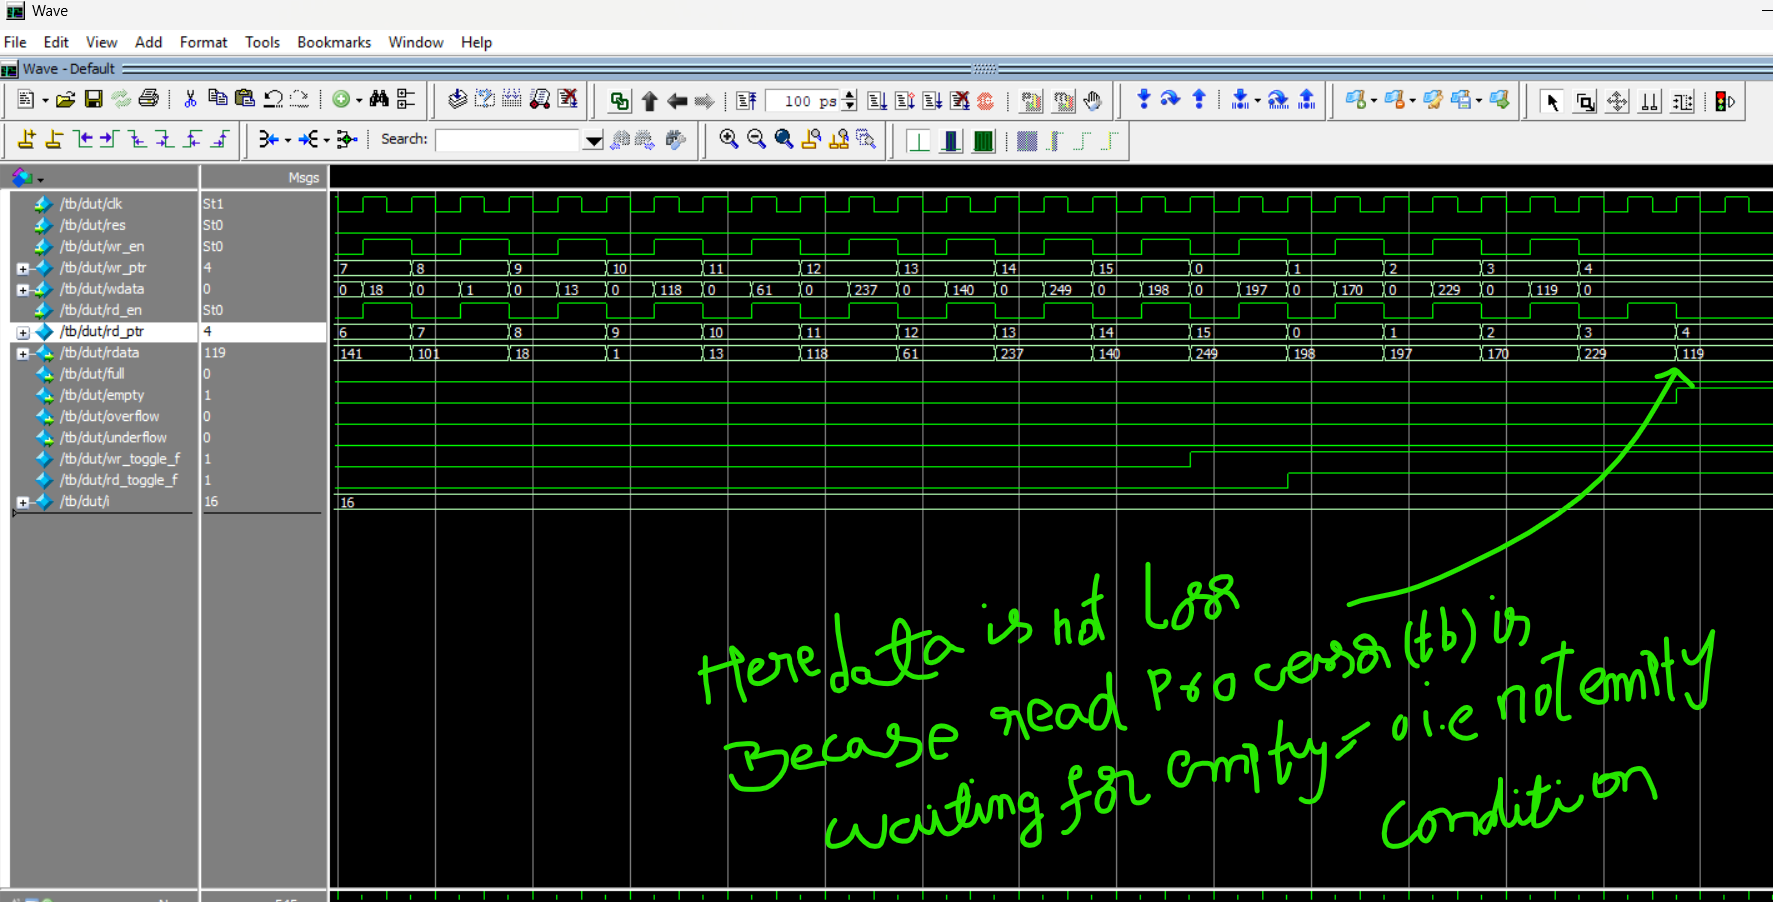 Wave
File Edit View Add Format Tools Bookmarks Window Help
Wave - Default
100 ps
Search:
Msgs
/tb/dut/clk St1
/tb/dut/res St0
/tb/dut/wr_en St0
/tb/dut/wr_ptr 4 7 8 9 10 11 12 13 14 15 0 1 2 3 4
/tb/dut/wdata 0 0 18 0 1 0 13 0 118 0 61 0 237 0 140 0 249 0 198 0 197 0 170 0 229 0 119 0
/tb/dut/rd_en St0
/tb/dut/rd_ptr 4 6 7 8 9 10 11 12 13 14 15 0 1 2 3 4
/tb/dut/rdata 119 141 101 18 1 13 118 61 237 140 249 198 197 170 229 119
/tb/dut/full 0
/tb/dut/empty 1
/tb/dut/overflow 0
/tb/dut/underflow 0
/tb/dut/wr_toggle_f 1
/tb/dut/rd_toggle_f 1
/tb/dut/i 16 16
Here data is not Loss
Becase read Processor (tb) is
waiting for empty = 0 i.e not empty
condition